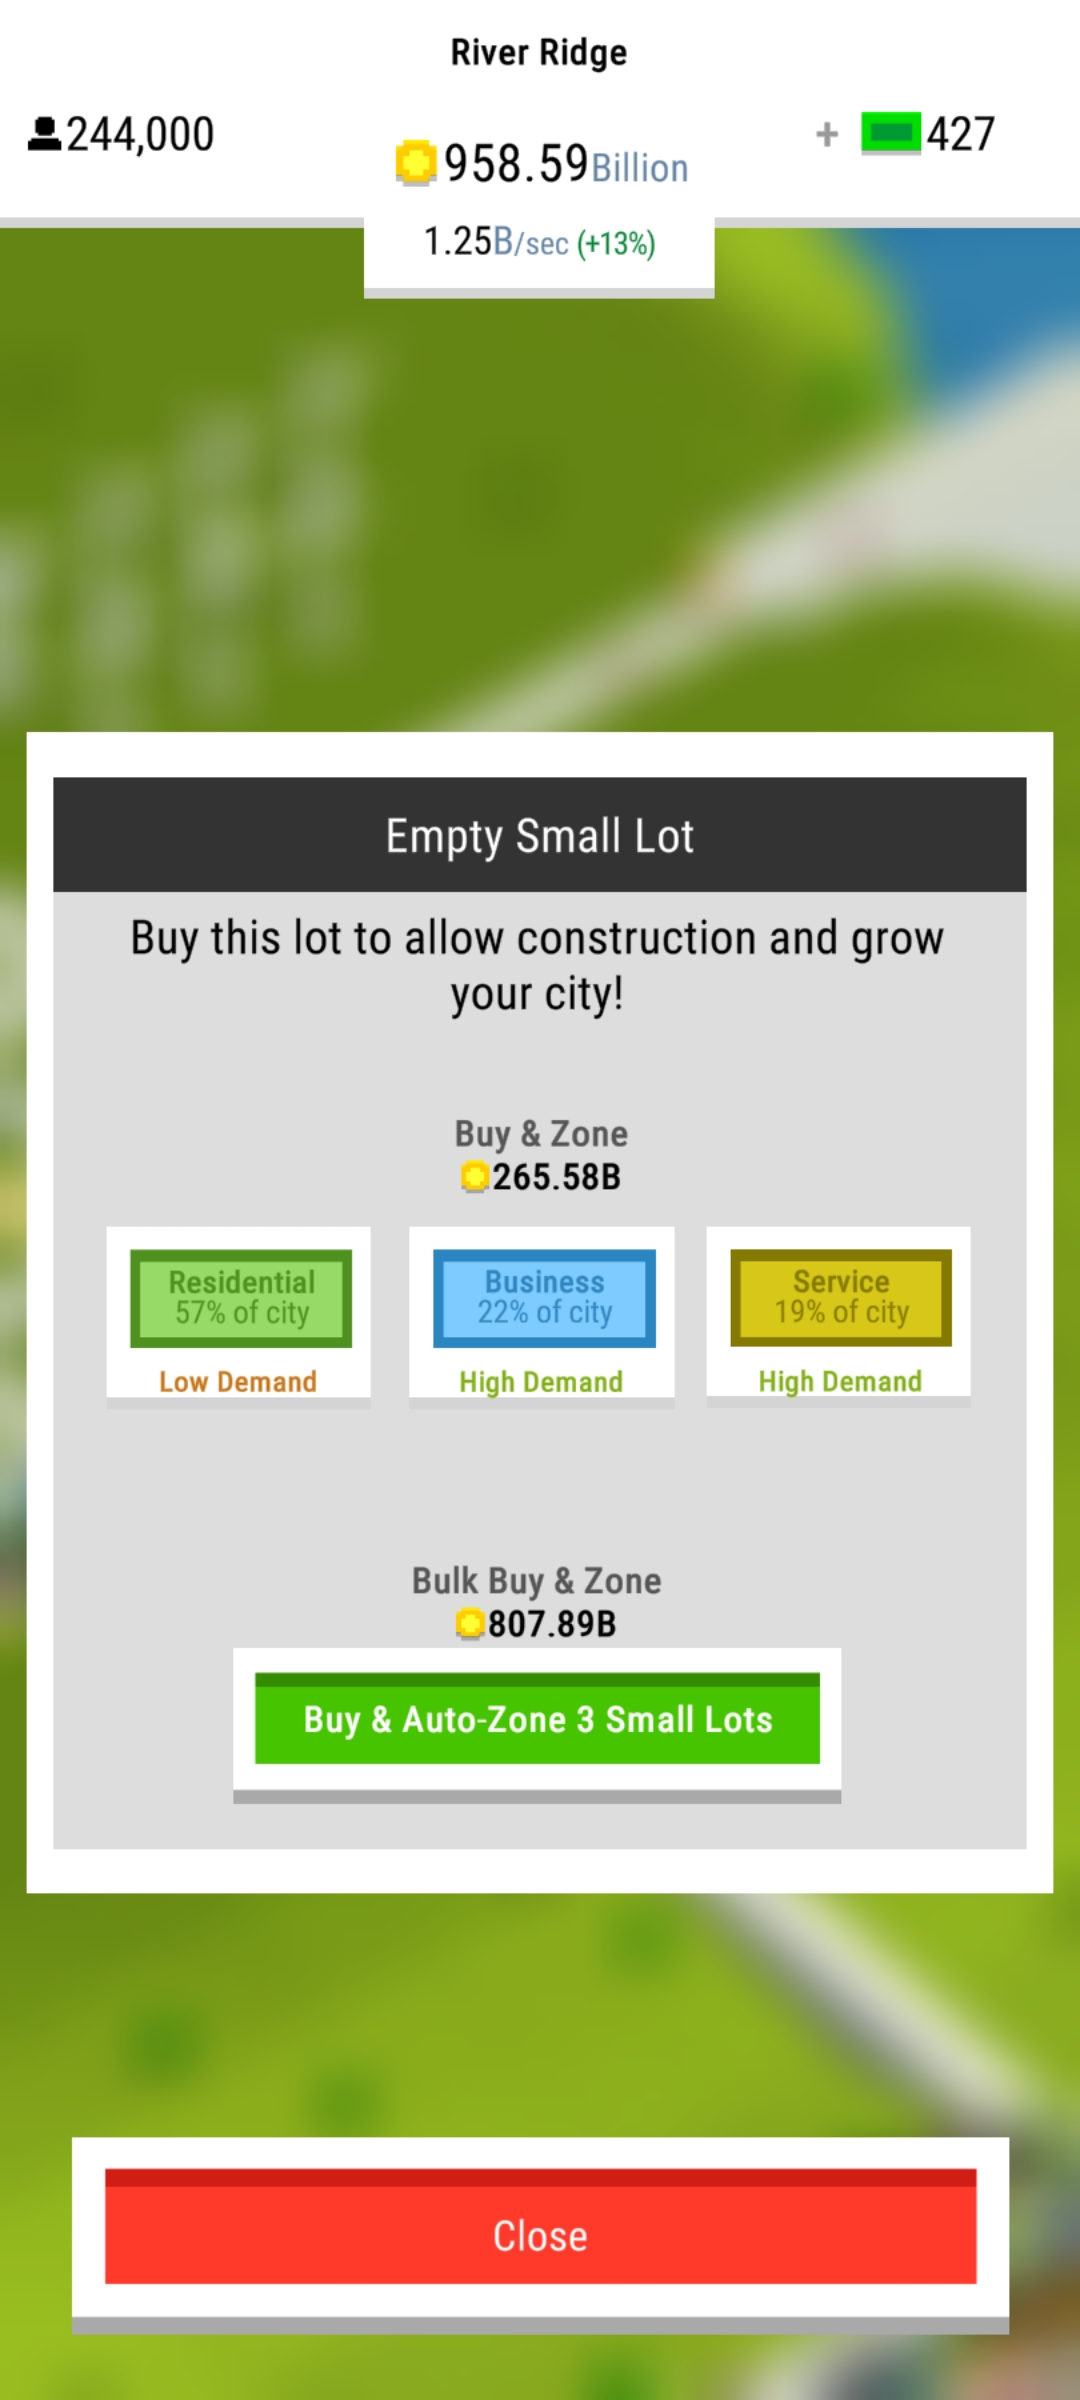 River Ridge
244,000
958.59Billion
+ 427
1.25B/sec (+13%)
Empty Small Lot
Buy this lot to allow construction and grow
your city!
Buy & Zone
265.58B
Residential
57% of city
Low Demand
Business
22% of city
High Demand
Service
19% of city
High Demand
Bulk Buy & Zone
807.89B
Buy & Auto-Zone 3 Small Lots
Close